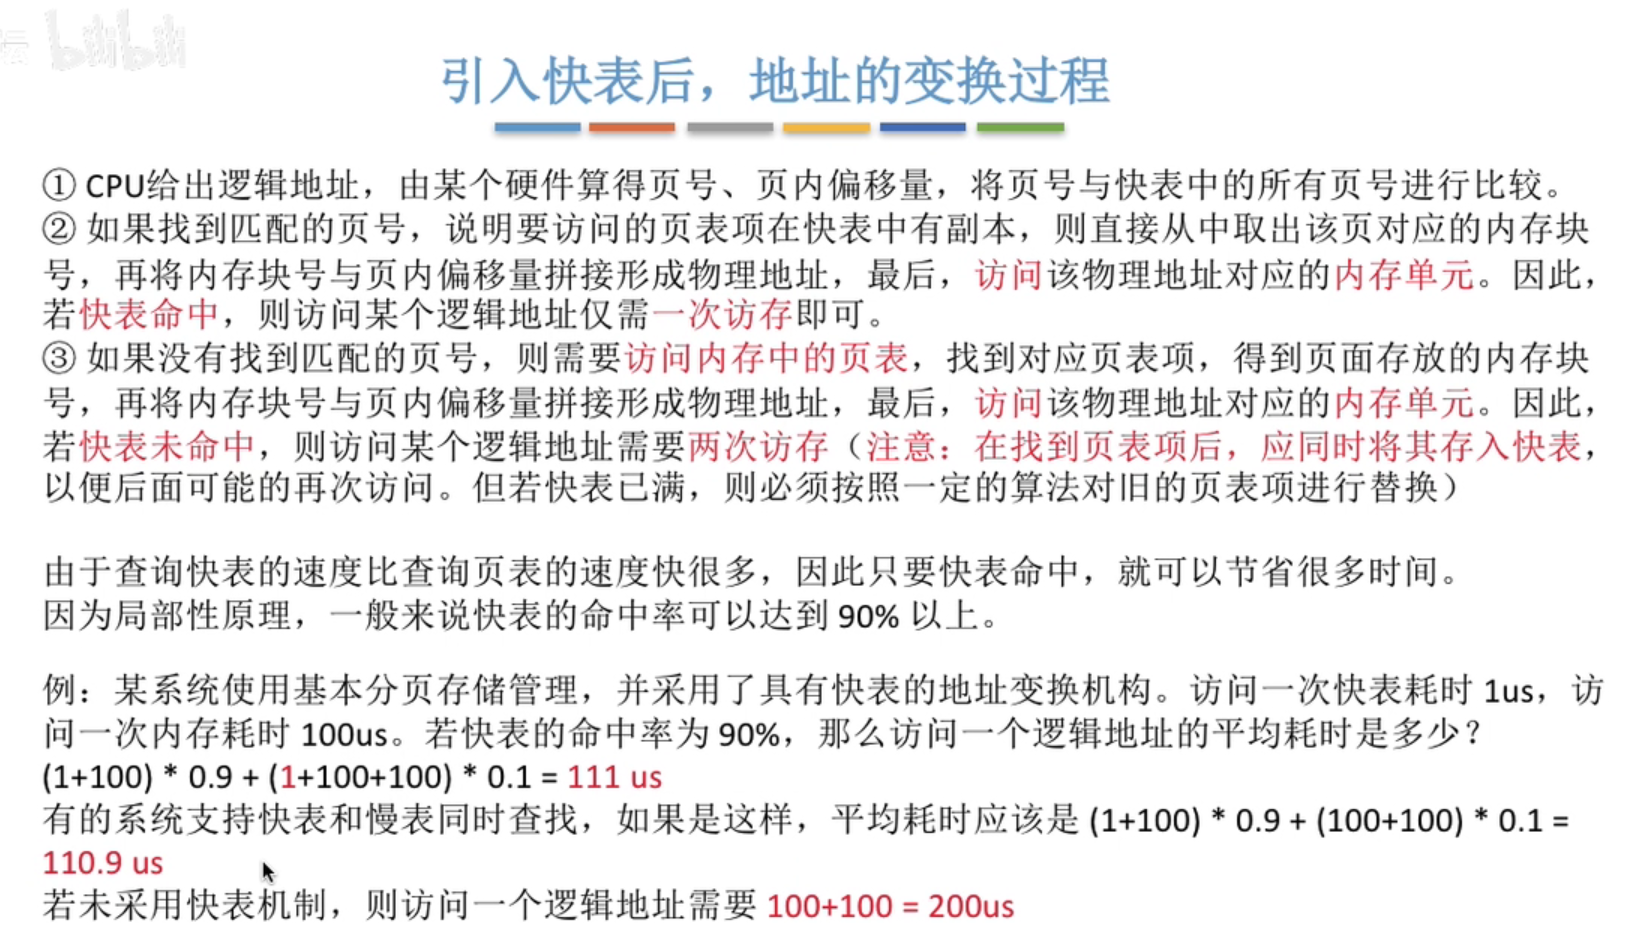 bilibili
引入快表后，地址的变换过程
① CPU给出逻辑地址，由某个硬件算得页号、页内偏移量，将页号与快表中的所有页号进行比较。
② 如果找到匹配的页号，说明要访问的页表项在快表中有副本，则直接从中取出该页对应的内存块
号，再将内存块号与页内偏移量拼接形成物理地址，最后，访问该物理地址对应的内存单元。因此，
若快表命中，则访问某个逻辑地址仅需一次访存即可。
③ 如果没有找到匹配的页号，则需要访问内存中的页表，找到对应页表项，得到页面存放的内存块
号，再将内存块号与页内偏移量拼接形成物理地址，最后，访问该物理地址对应的内存单元。因此，
若快表未命中，则访问某个逻辑地址需要两次访存（注意：在找到页表项后，应同时将其存入快表，
以便后面可能的再次访问。但若快表已满，则必须按照一定的算法对旧的页表项进行替换）
由于查询快表的速度比查询页表的速度快很多，因此只要快表命中，就可以节省很多时间。
因为局部性原理，一般来说快表的命中率可以达到 90% 以上。
例：某系统使用基本分页存储管理，并采用了具有快表的地址变换机构。访问一次快表耗时 1us，访
问一次内存耗时 100us。若快表的命中率为 90%，那么访问一个逻辑地址的平均耗时是多少？
(1+100) * 0.9 + (1+100+100) * 0.1 = 111 us
有的系统支持快表和慢表同时查找，如果是这样，平均耗时应该是 (1+100) * 0.9 + (100+100) * 0.1 =
110.9 us
若未采用快表机制，则访问一个逻辑地址需要 100+100 = 200us